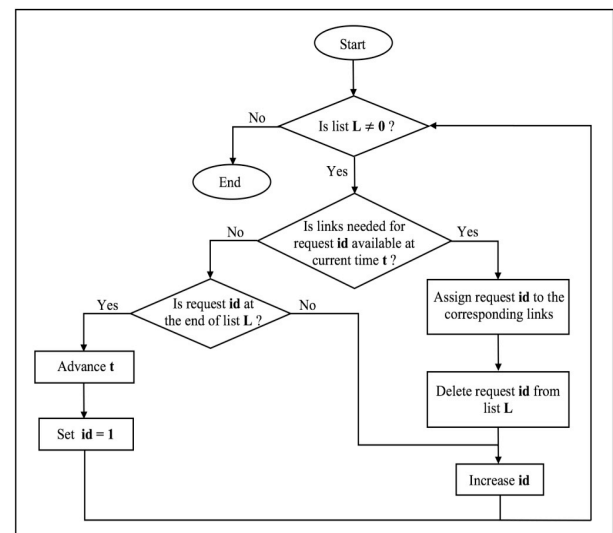 Start
Is list L ≠ 0 ?
No
End
Yes
Is links needed for
request id available at
current time t ?
No
Yes
Is request id at
the end of list L ?
Yes
No
Assign request id to the
corresponding links
Advance t
Delete request id from
list L
Set id = 1
Increase id